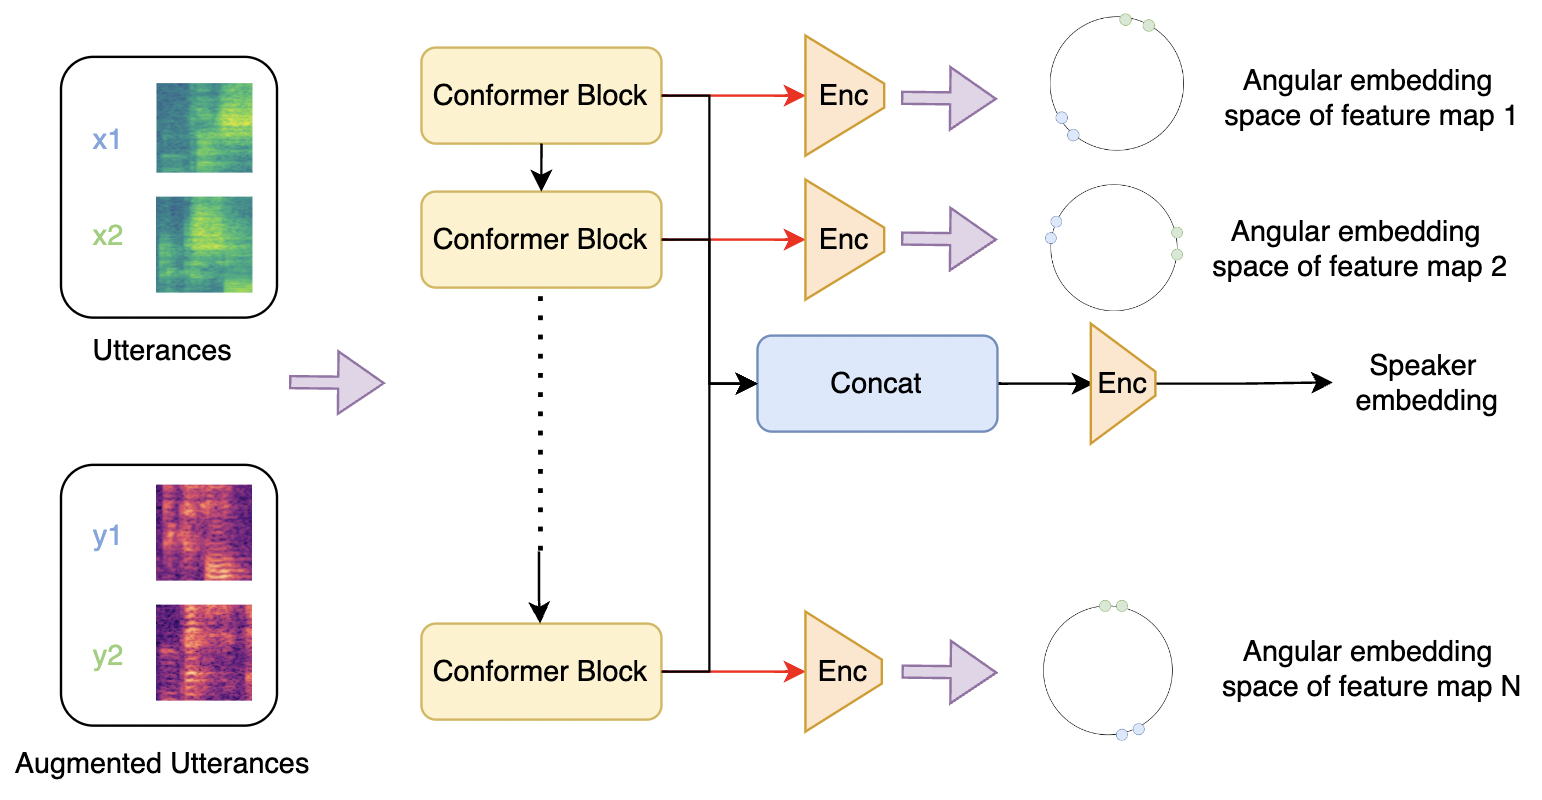 x1
x2
Utterances
y1
y2
Augmented Utterances
Conformer Block
Enc
Angular embedding
space of feature map 1
Conformer Block
Enc
Angular embedding
space of feature map 2
Concat
Enc
Speaker
embedding
Conformer Block
Enc
Angular embedding
space of feature map N